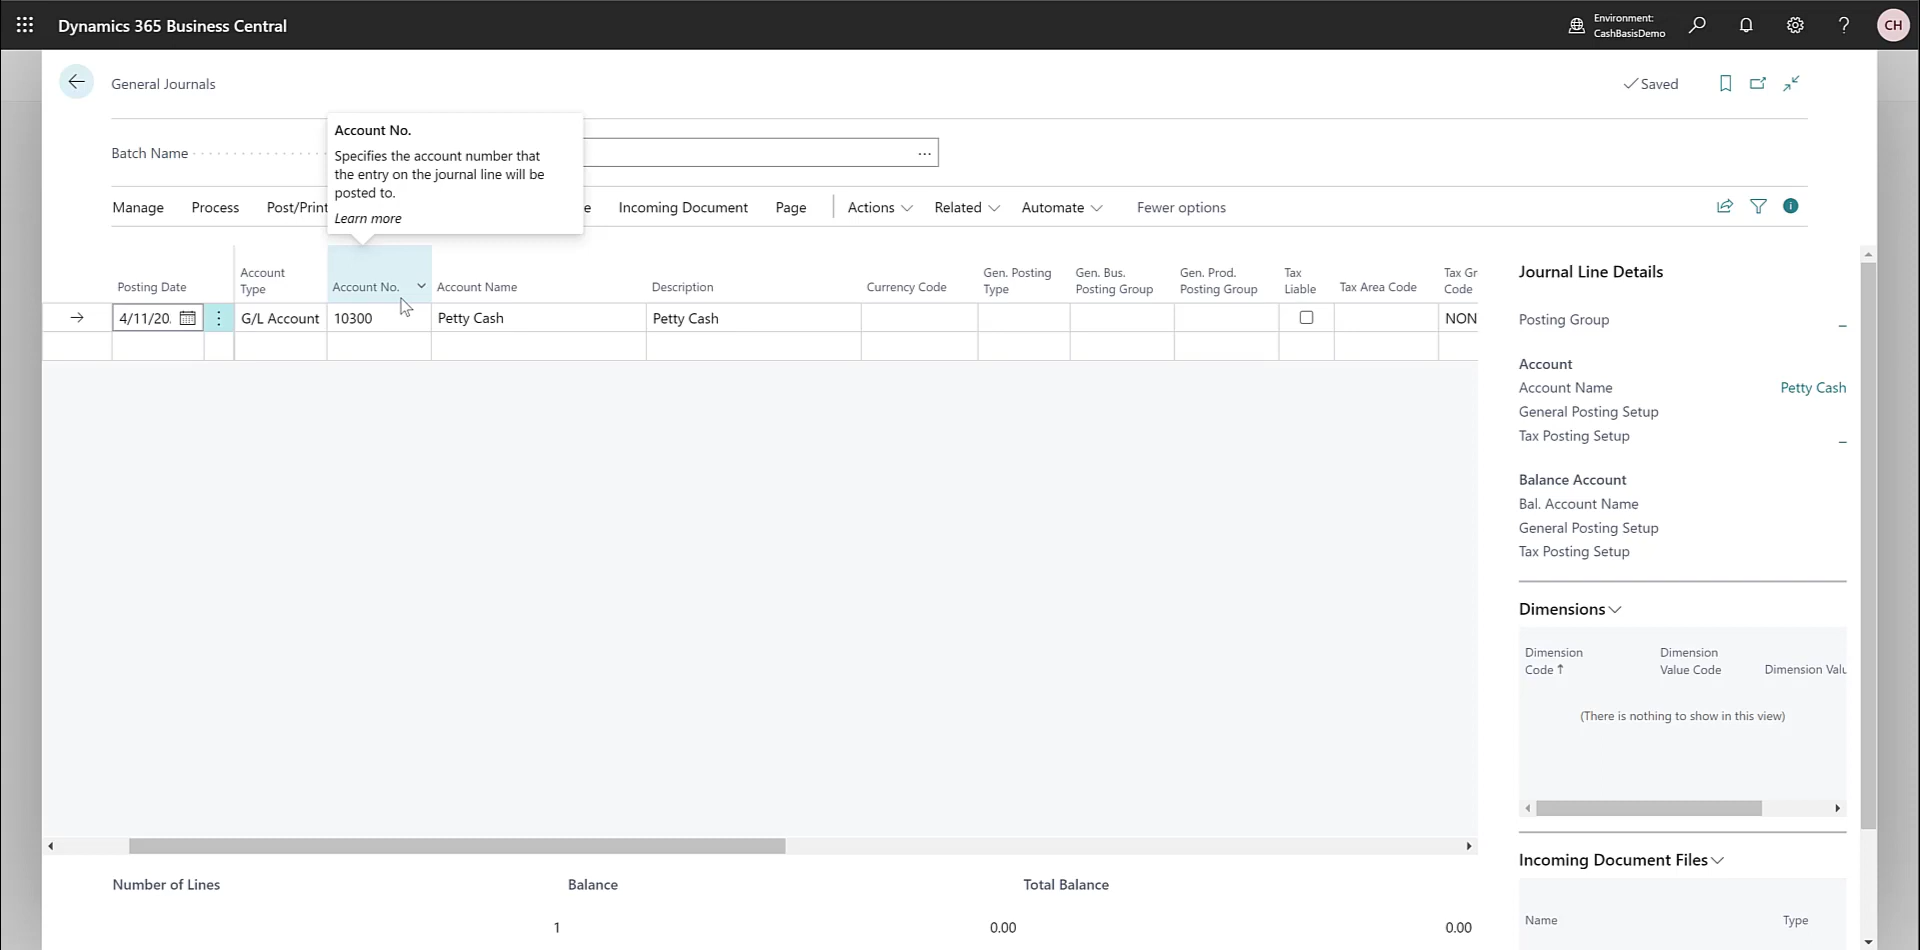 Dynamics 365 Business Central
Environment:
CashBasisDemo
?
CH
General Journals
Saved
Account No.
Specifies the account number that
the entry on the journal line will be
posted to.
Learn more
Batch Name
...
Manage
Process
Post/Print
e
Incoming Document
Page
Actions
Related
Automate
Fewer options
Posting Date
Account
Type
Account No.
Account Name
Description
Currency Code
Gen. Posting
Type
Gen. Bus.
Posting Group
Gen. Prod.
Posting Group
Tax
Liable
Tax Area Code
Tax Gr
Code
4/11/20.
G/L Account
10300
Petty Cash
Petty Cash
NON
Number of Lines
1
Balance
0.00
Total Balance
0.00
Journal Line Details
Posting Group
_
Account
Account Name
Petty Cash
General Posting Setup
Tax Posting Setup
_
Balance Account
Bal. Account Name
General Posting Setup
Tax Posting Setup
Dimensions
Dimension
Code ↑
Dimension
Value Code
Dimension Valu
(There is nothing to show in this view)
Incoming Document Files
Name
Type